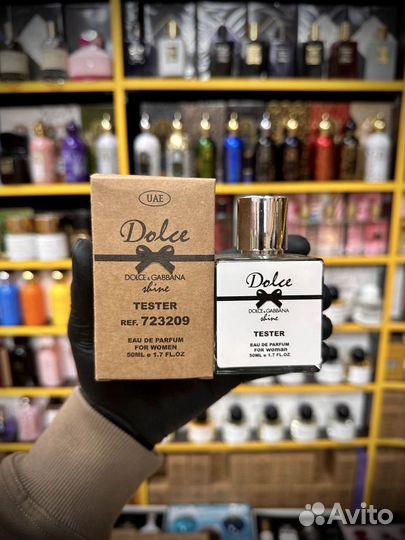 UAE
Dolce
DOLCE & GABBANA
shine
TESTER
REF. 723209
EAU DE PARFUM
FOR WOMEN
50ML e 1.7 FL.OZ
Dolce
DOLCE & GABBANA
shine
TESTER
EAU DE PARFUM
FOR woman
50ML e 1.7 FL.OZ
Avito